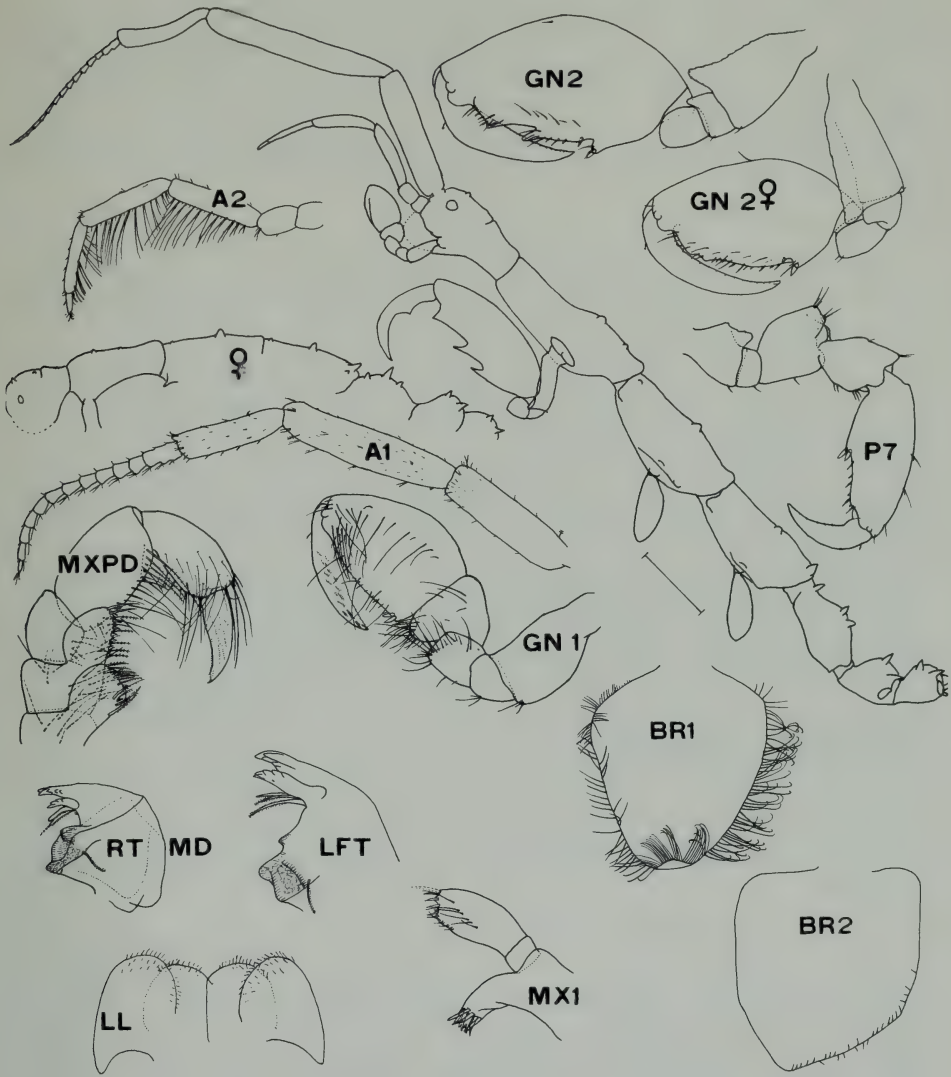 GN2
A2
GN 2♀
♀
A1
P7
MXPD
GN 1
BR1
RT MD
LFT
BR2
MX1
LL